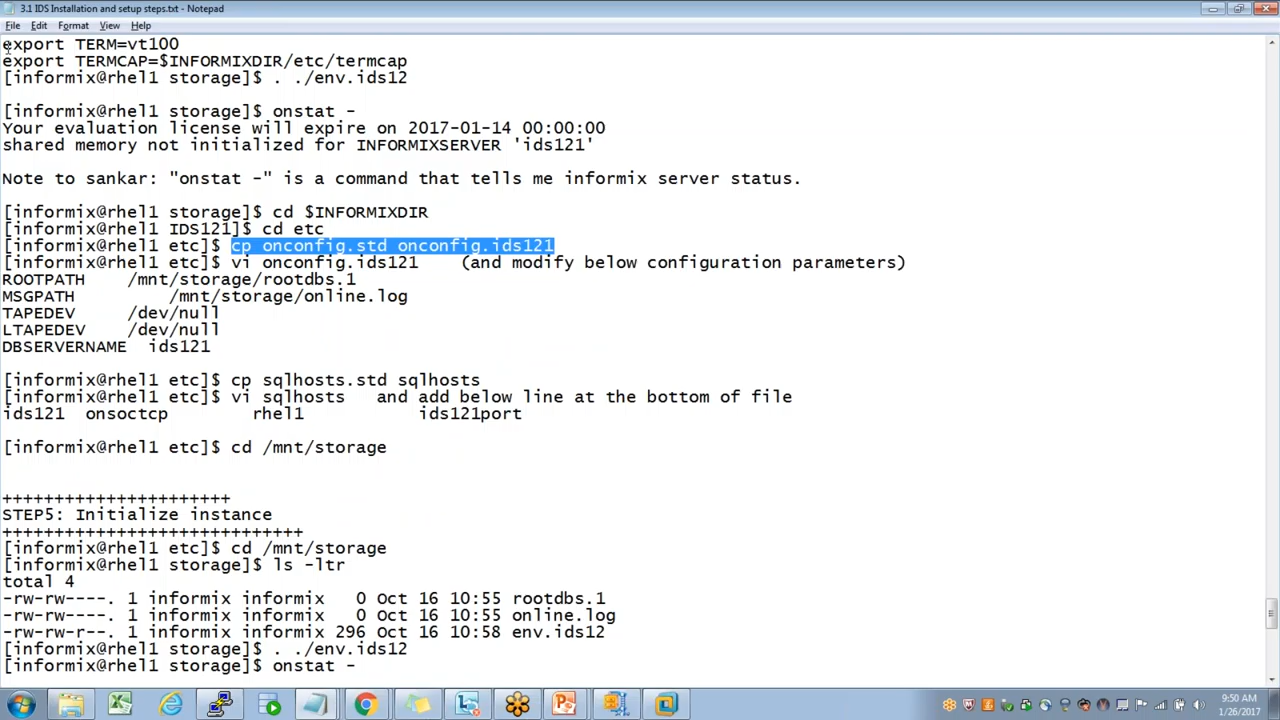 3.1 IDS Installation and setup steps.txt - Notepad
File Edit Format View Help
export TERM=vt100
export TERMCAP=$INFORMIXDIR/etc/termcap
[informix@rhel1 storage]$ . ./env.ids12
[informix@rhel1 storage]$ onstat -
Your evaluation license will expire on 2017-01-14 00:00:00
shared memory not initialized for INFORMIXSERVER 'ids121'
Note to sankar: "onstat -" is a command that tells me informix server status.
[informix@rhel1 storage]$ cd $INFORMIXDIR
[informix@rhel1 IDS121]$ cd etc
[informix@rhel1 etc]$ cp onconfig.std onconfig.ids121
[informix@rhel1 etc]$ vi onconfig.ids121 (and modify below configuration parameters)
ROOTPATH /mnt/storage/rootdbs.1
MSGPATH /mnt/storage/online.log
TAPEDEV /dev/null
LTAPEDEV /dev/null
DBSERVERNAME ids121
[informix@rhel1 etc]$ cp sqlhosts.std sqlhosts
[informix@rhel1 etc]$ vi sqlhosts and add below line at the bottom of file
ids121 onsoctcp rhel1 ids121port
[informix@rhel1 etc]$ cd /mnt/storage
++++++++++++++++++++++
STEP5: Initialize instance
+++++++++++++++++++++++++++++
[informix@rhel1 etc]$ cd /mnt/storage
[informix@rhel1 storage]$ ls -ltr
total 4
-rw-rw----. 1 informix informix 0 Oct 16 10:55 rootdbs.1
-rw-rw----. 1 informix informix 0 Oct 16 10:55 online.log
-rw-rw-r--. 1 informix informix 296 Oct 16 10:58 env.ids12
[informix@rhel1 storage]$ . ./env.ids12
[informix@rhel1 storage]$ onstat -
9:50 AM
1/26/2017